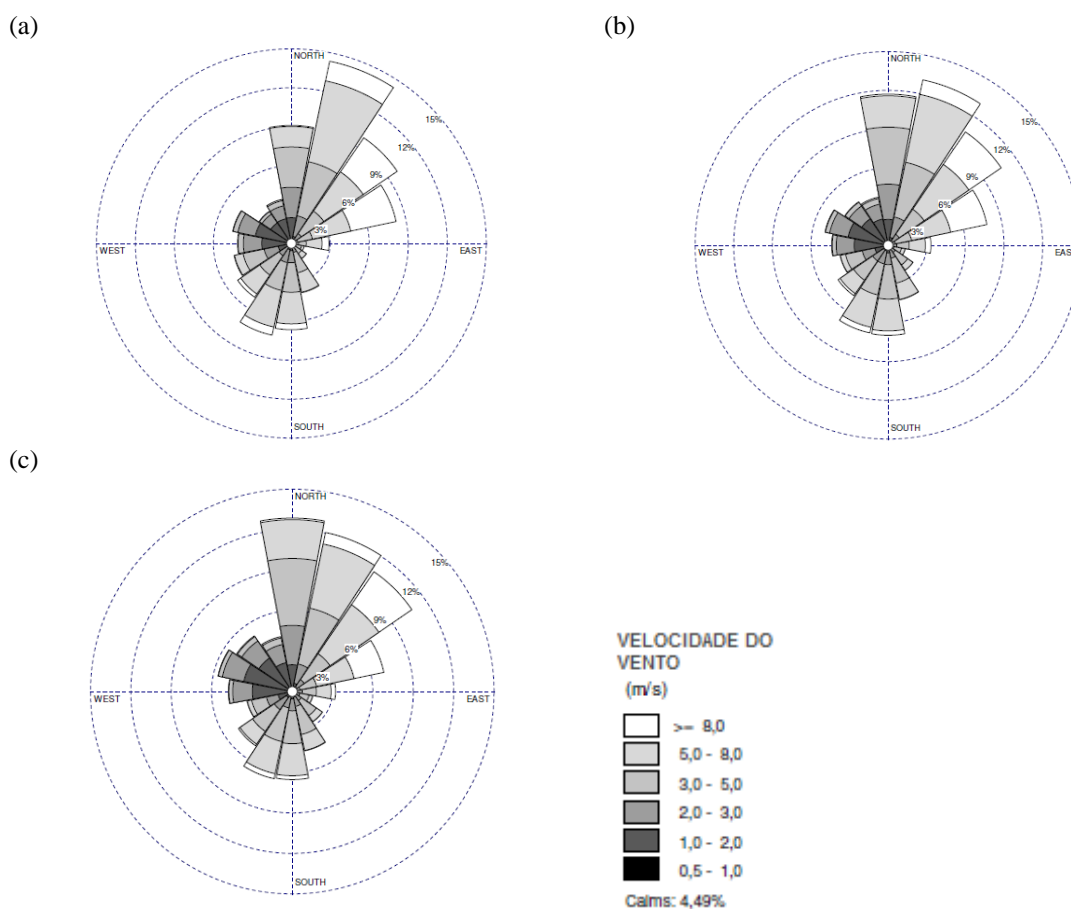 (a)
(b)
NORTH
15%
12%
9%
6%
3%
WEST
EAST
SOUTH
NORTH
15%
12%
9%
6%
3%
WEST
EAS
SOUTH
(c)
NORTH
15%
12%
9%
6%
3%
WEST
EAST
SOUTH
VELOCIDADE DO
VENTO
(m/s)
>= 8,0
5,0 - 8,0
3,0 - 5,0
2,0 - 3,0
1,0 - 2,0
0,5 - 1,0
Calms: 4,49%